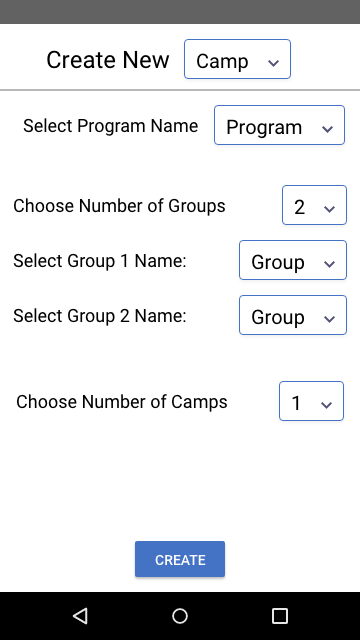 Create New Camp
Select Program Name Program
Choose Number of Groups 2
Select Group 1 Name: Group
Select Group 2 Name: Group
Choose Number of Camps 1
CREATE